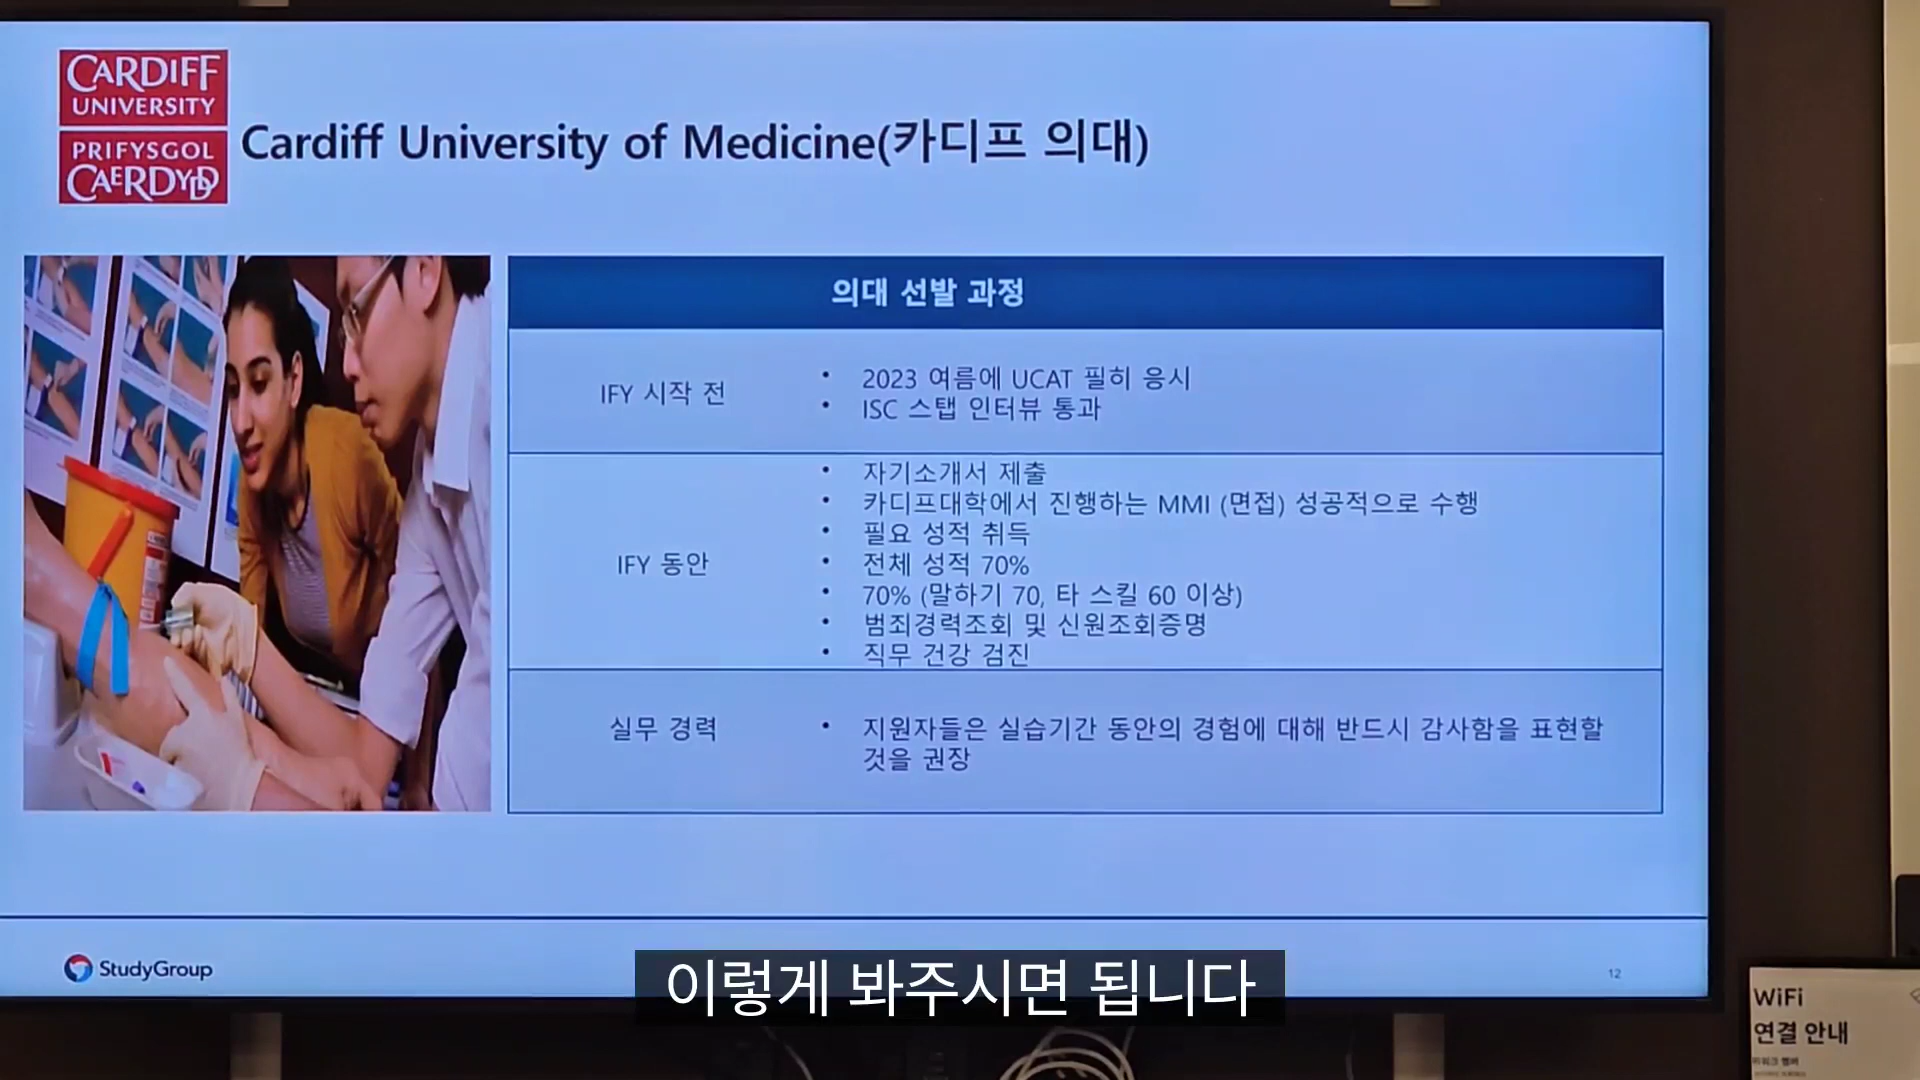 CARDIFF
UNIVERSITY
PRIFYSGOL
CAERDYDD
Cardiff University of Medicine(카디프 의대)
의대 선발 과정
IFY 시작 전
• 2023 여름에 UCAT 필히 응시
• ISC 스탭 인터뷰 통과
IFY 동안
• 자기소개서 제출
• 카디프대학에서 진행하는 MMI (면접) 성공적으로 수행
• 필요 성적 취득
• 전체 성적 70%
• 70% (말하기 70, 타 스킬 60 이상)
• 범죄경력조회 및 신원조회증명
• 직무 건강 검진
실무 경력
• 지원자들은 실습기간 동안의 경험에 대해 반드시 감사함을 표현할
것을 권장
StudyGroup
12
이렇게 봐주시면 됩니다
WiFi
연결 안내